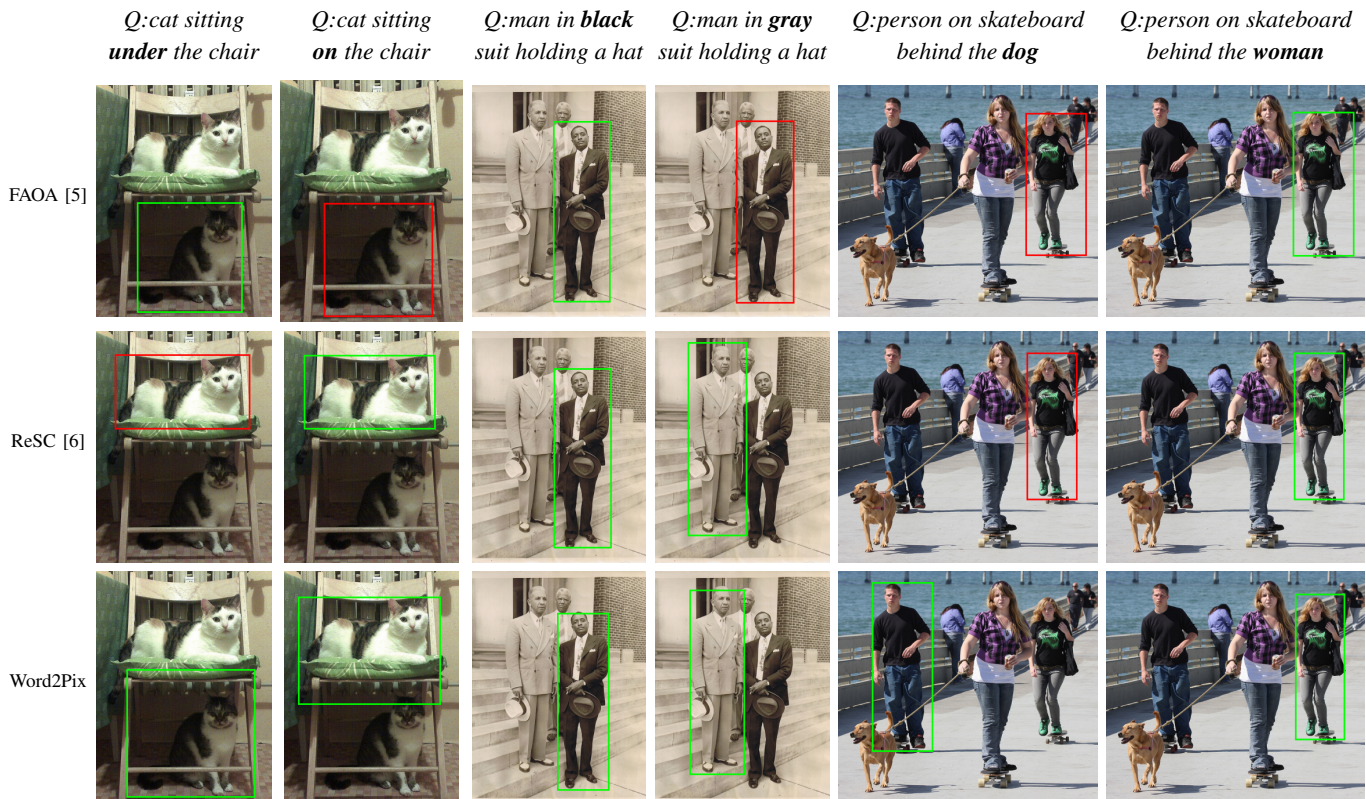 Q:cat sitting
under the chair
Q:cat sitting
on the chair
Q:man in black
suit holding a hat
Q:man in gray
suit holding a hat
Q:person on skateboard
behind the dog
Q:person on skateboard
behind the woman
FAOA [5]
ReSC [6]
Word2Pix